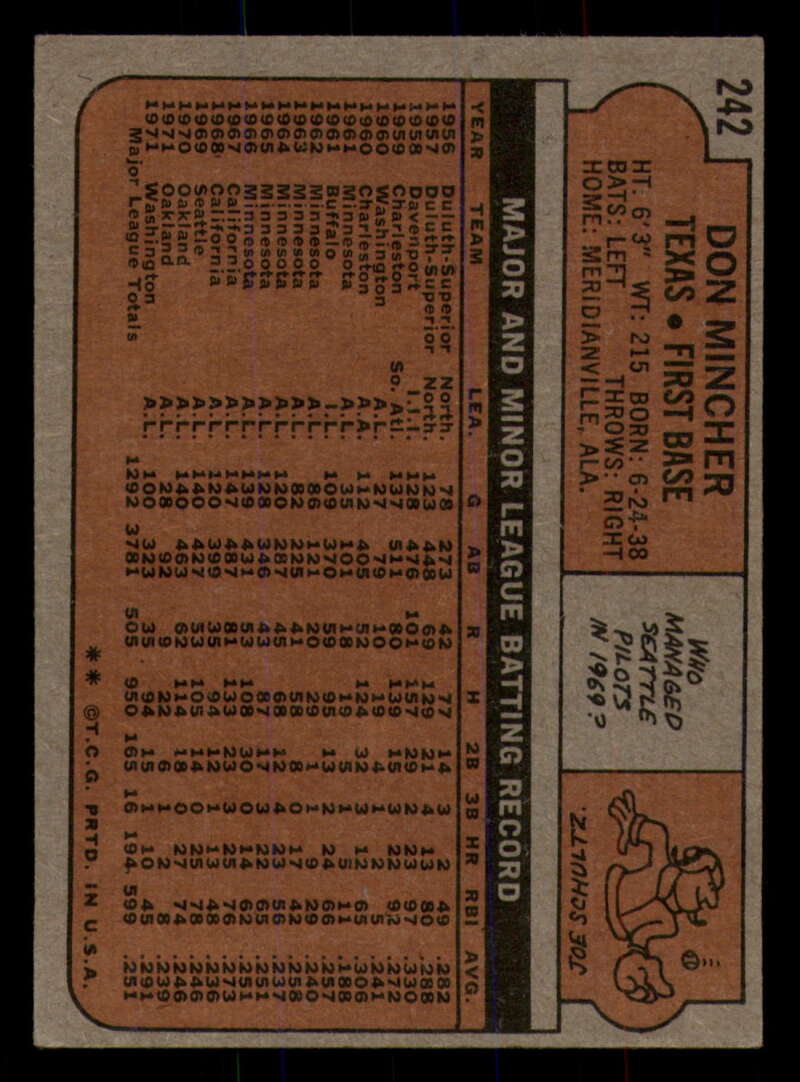 242
DON MINCHER
TEXAS • FIRST BASE
HT: 6'3" WT: 215 BORN: 6-24-38
BATS: LEFT THROWS: RIGHT
HOME: MERIDIANVILLE, ALA.
WHO
MANAGED
SEATTLE
PILOTS
IN 1969?
JOE SCHULTZ.
MAJOR AND MINOR LEAGUE BATTING RECORD
YEAR TEAM LEA. G AB R H 2B 3B HR RBI AVG.
1956 Duluth-Superior North. 78 273 42 77 14 3 2 49 .282
1957 Duluth-Superior North. 123 448 69 129 21 4 13 80 .288
1958 Davenport I.I.I. 128 476 101 157 29 2 23 97 .330
1959 Charleston So. Atl. 137 511 80 139 15 3 22 92 .272
1960 Washington A.L. 27 79 10 19 4 1 2 5 .241
1960 Charleston A.A. 112 405 52 124 32 3 12 65 .306
1961 Minnesota A.L. 35 101 18 19 5 1 5 11 .188
1961 Buffalo I.L. 109 370 59 95 13 2 24 66 .257
1962 Minnesota A.L. 86 121 20 29 1 1 9 29 .240
1963 Minnesota A.L. 82 225 41 58 8 0 17 42 .258
1964 Minnesota A.L. 120 287 45 68 12 4 23 56 .237
1965 Minnesota A.L. 128 346 43 87 17 3 22 65 .251
1966 Minnesota A.L. 139 431 53 108 30 0 14 62 .251
1967 California A.L. 147 487 81 133 23 3 25 76 .273
1968 California A.L. 120 399 35 94 12 1 13 48 .236
1969 Seattle A.L. 140 427 53 105 14 0 25 78 .246
1970 Oakland A.L. 140 463 62 114 18 0 27 74 .246
1971 Oakland A.L. 28 92 9 22 6 1 2 8 .239
1971 Washington A.L. 100 323 35 94 15 1 10 45 .291
Major League Totals 1292 3781 505 950 165 16 194 599 .251
** ©T.C.G. PRTD. IN U.S.A.